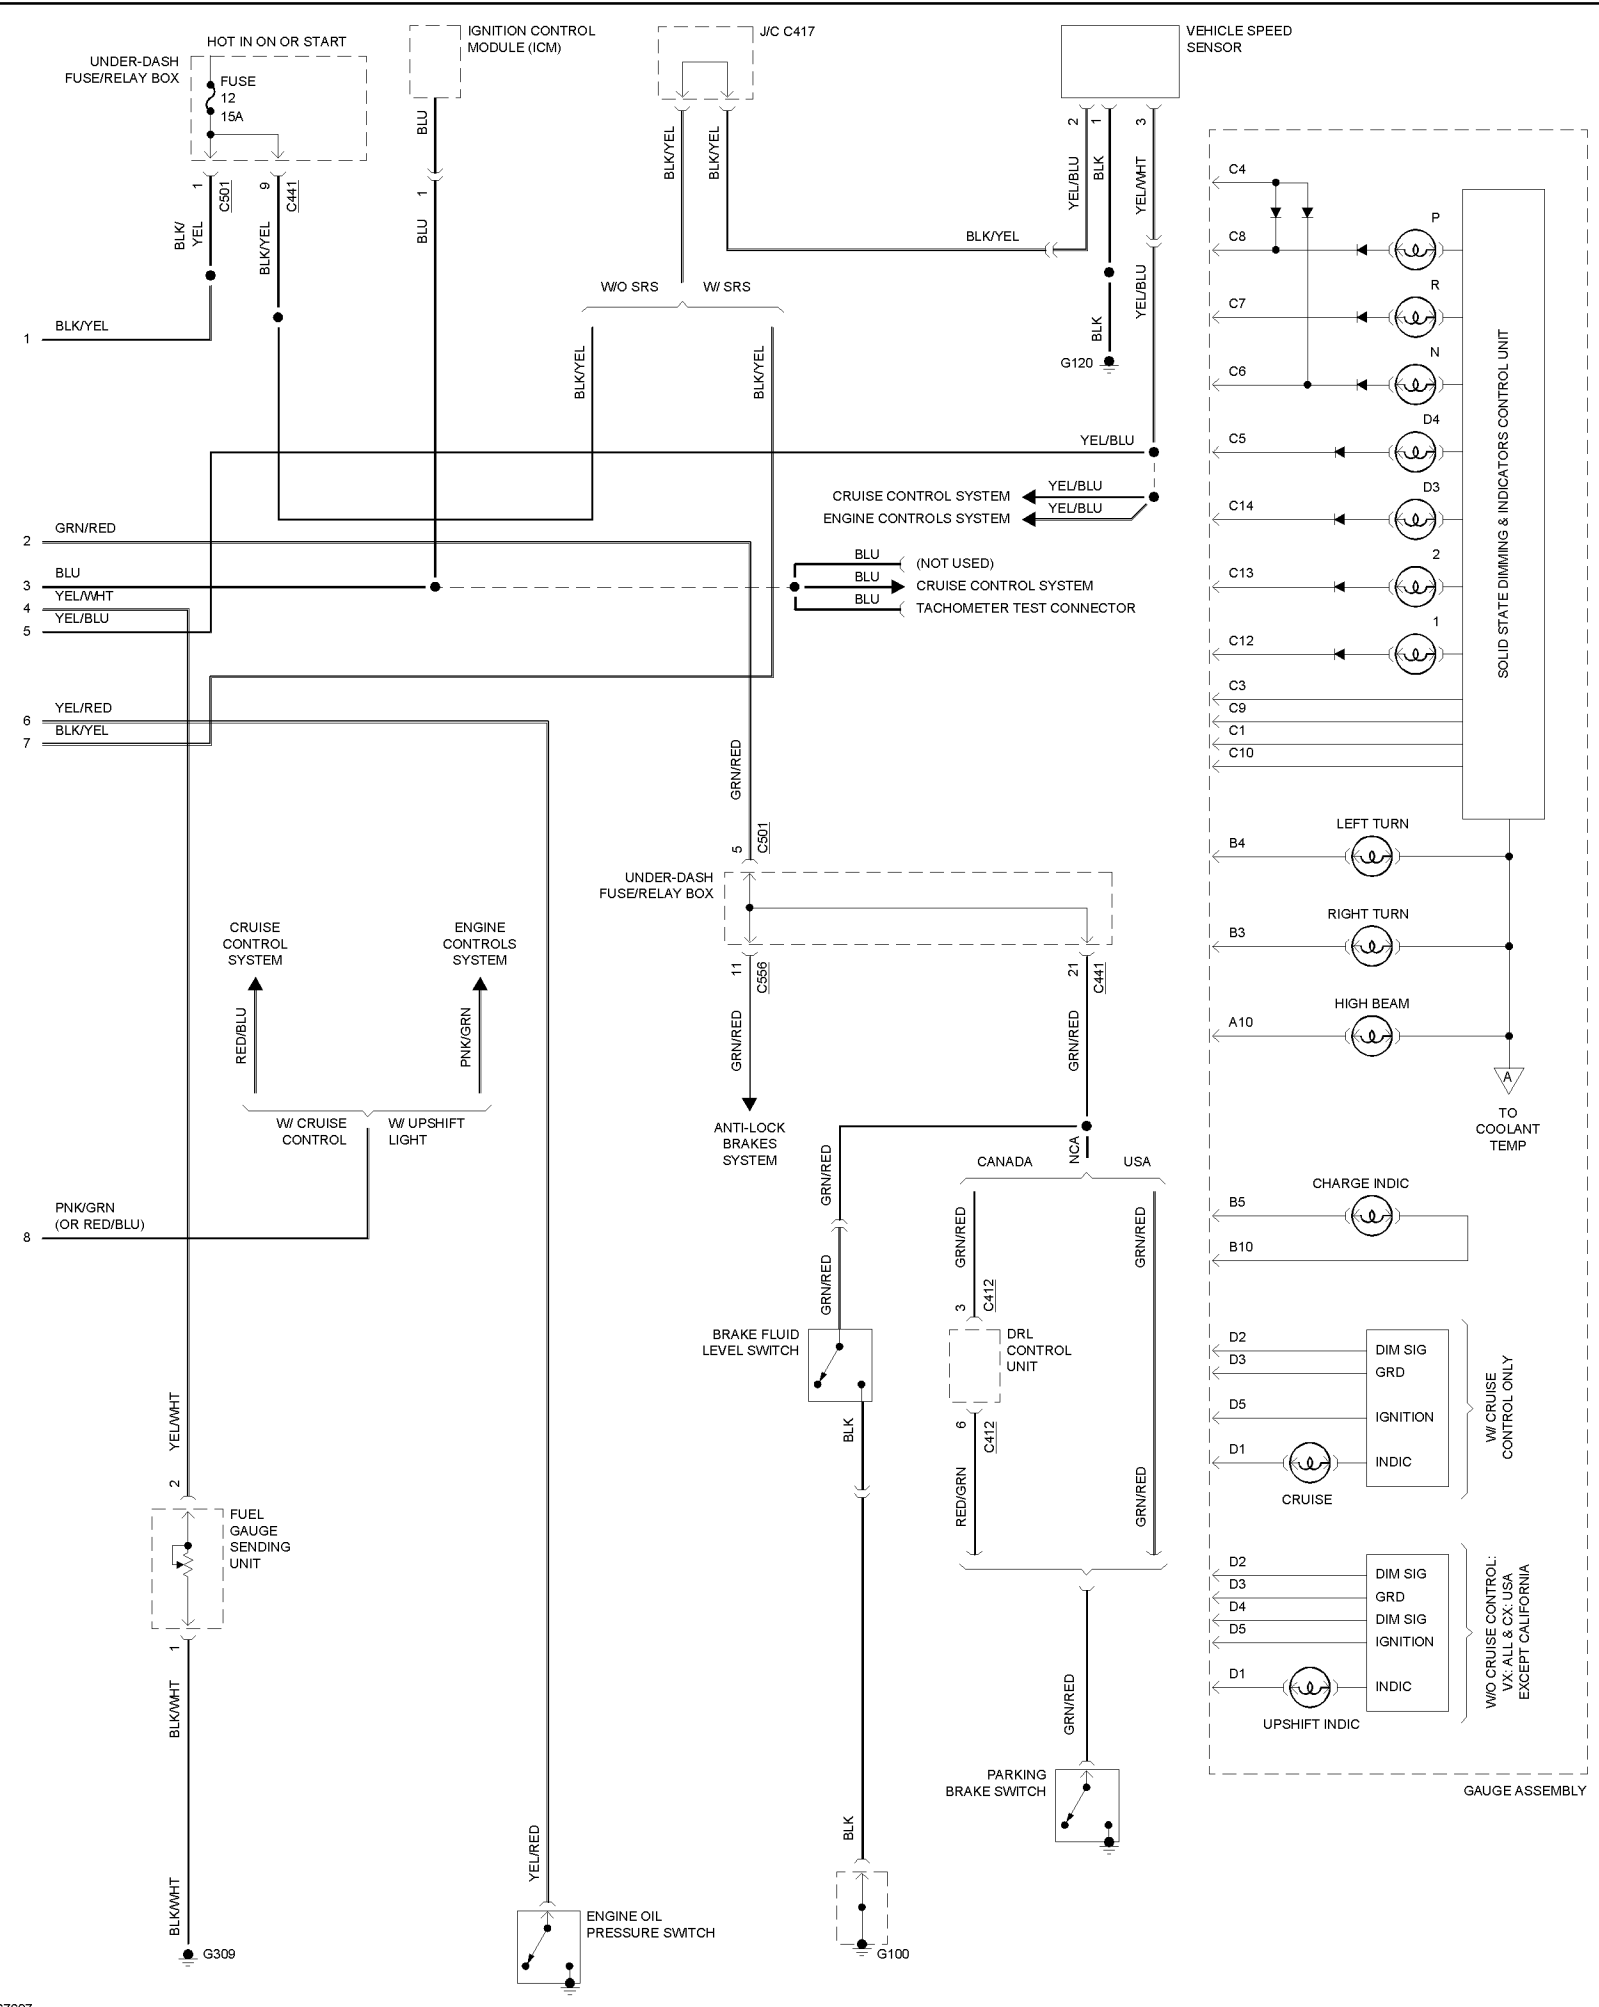 HOT IN ON OR START
UNDER-DASH
FUSE/RELAY BOX
FUSE
12
15A
IGNITION CONTROL
MODULE (ICM)
J/C C417
VEHICLE SPEED
SENSOR
1
C501
9
C441
BLK/
YEL
BLK/YEL
BLU
1
BLU
BLK/YEL
BLK/YEL
2
1
3
YEL/BLU
BLK
YEL/WHT
BLK/YEL
YEL/BLU
BLK
G120
W/O SRS
W/ SRS
BLK/YEL
BLK/YEL
1
BLK/YEL
YEL/BLU
CRUISE CONTROL SYSTEM
YEL/BLU
ENGINE CONTROLS SYSTEM
YEL/BLU
2
GRN/RED
3
BLU
4
YEL/WHT
5
YEL/BLU
BLU
(NOT USED)
BLU
CRUISE CONTROL SYSTEM
BLU
TACHOMETER TEST CONNECTOR
6
YEL/RED
7
BLK/YEL
GRN/RED
5
C501
UNDER-DASH
FUSE/RELAY BOX
11
C556
21
C441
GRN/RED
GRN/RED
ANTI-LOCK
BRAKES
SYSTEM
CRUISE
CONTROL
SYSTEM
ENGINE
CONTROLS
SYSTEM
RED/BLU
PNK/GRN
W/ CRUISE
CONTROL
W/ UPSHIFT
LIGHT
8
PNK/GRN
(OR RED/BLU)
NCA
CANADA
USA
GRN/RED
GRN/RED
GRN/RED
GRN/RED
GRN/RED
3
C412
BRAKE FLUID
LEVEL SWITCH
DRL
CONTROL
UNIT
6
C412
BLK
RED/GRN
GRN/RED
YEL/WHT
2
FUEL
GAUGE
SENDING
UNIT
1
BLK/WHT
BLK/WHT
G309
YEL/RED
ENGINE OIL
PRESSURE SWITCH
BLK
G100
GRN/RED
PARKING
BRAKE SWITCH
C4
C8
P
C7
R
C6
N
C5
D4
C14
D3
C13
2
C12
1
C3
C9
C1
C10
SOLID STATE DIMMING & INDICATORS CONTROL UNIT
B4
LEFT TURN
B3
RIGHT TURN
A10
HIGH BEAM
A
TO
COOLANT
TEMP
B5
CHARGE INDIC
B10
D2
DIM SIG
D3
GRD
D5
IGNITION
D1
INDIC
CRUISE
W/ CRUISE
CONTROL ONLY
D2
DIM SIG
D3
GRD
D4
DIM SIG
D5
IGNITION
D1
INDIC
UPSHIFT INDIC
W/O CRUISE CONTROL:
VX: ALL & CX: USA
EXCEPT CALIFORNIA
GAUGE ASSEMBLY